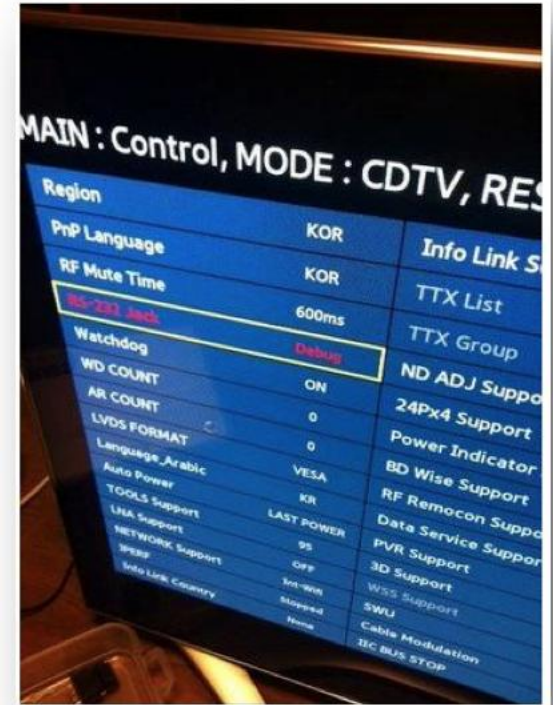 MAIN : Control, MODE : CDTV, RES
Region KOR
PnP Language KOR
RF Mute Time 600ms
RS-232 Jack Debug
Watchdog ON
WD COUNT 0
AR COUNT 0
LVDS FORMAT VESA
Language_Arabic KR
Auto Power LAST POWER
TOOLS Support 95
LNA Support OFF
NETWORK Support Int-Wifi
IPERF Stopped
Info Link Country None
Info Link S
TTX List
TTX Group
ND ADJ Suppo
24Px4 Support
Power Indicator
BD Wise Support
RF Remocon Suppo
Data Service Suppor
PVR Support
3D Support
WSS Support
SWU
Cable Modulation
IIC BUS STOP